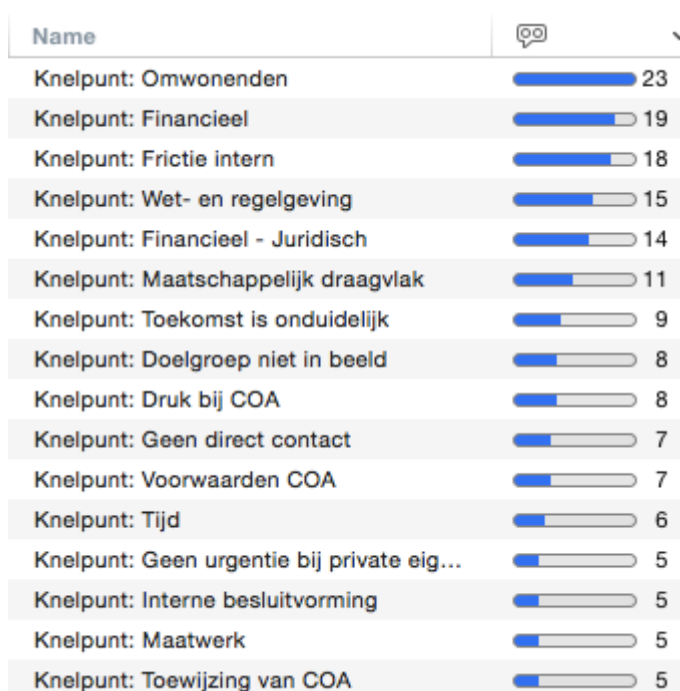 Name
Knelpunt: Omwonenden 23
Knelpunt: Financieel 19
Knelpunt: Frictie intern 18
Knelpunt: Wet- en regelgeving 15
Knelpunt: Financieel - Juridisch 14
Knelpunt: Maatschappelijk draagvlak 11
Knelpunt: Toekomst is onduidelijk 9
Knelpunt: Doelgroep niet in beeld 8
Knelpunt: Druk bij COA 8
Knelpunt: Geen direct contact 7
Knelpunt: Voorwaarden COA 7
Knelpunt: Tijd 6
Knelpunt: Geen urgentie bij private eig... 5
Knelpunt: Interne besluitvorming 5
Knelpunt: Maatwerk 5
Knelpunt: Toewijzing van COA 5